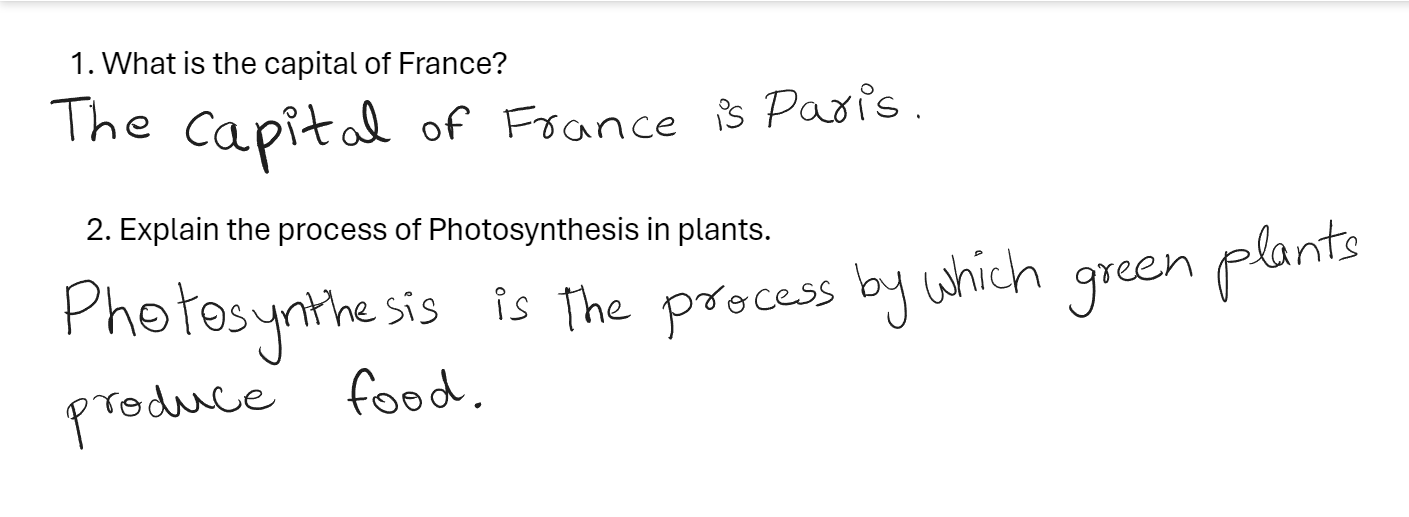 1. What is the capital of France?
The capital of France is Paris.
2. Explain the process of Photosynthesis in plants.
Photosynthesis is The process by which green plants
produce food.